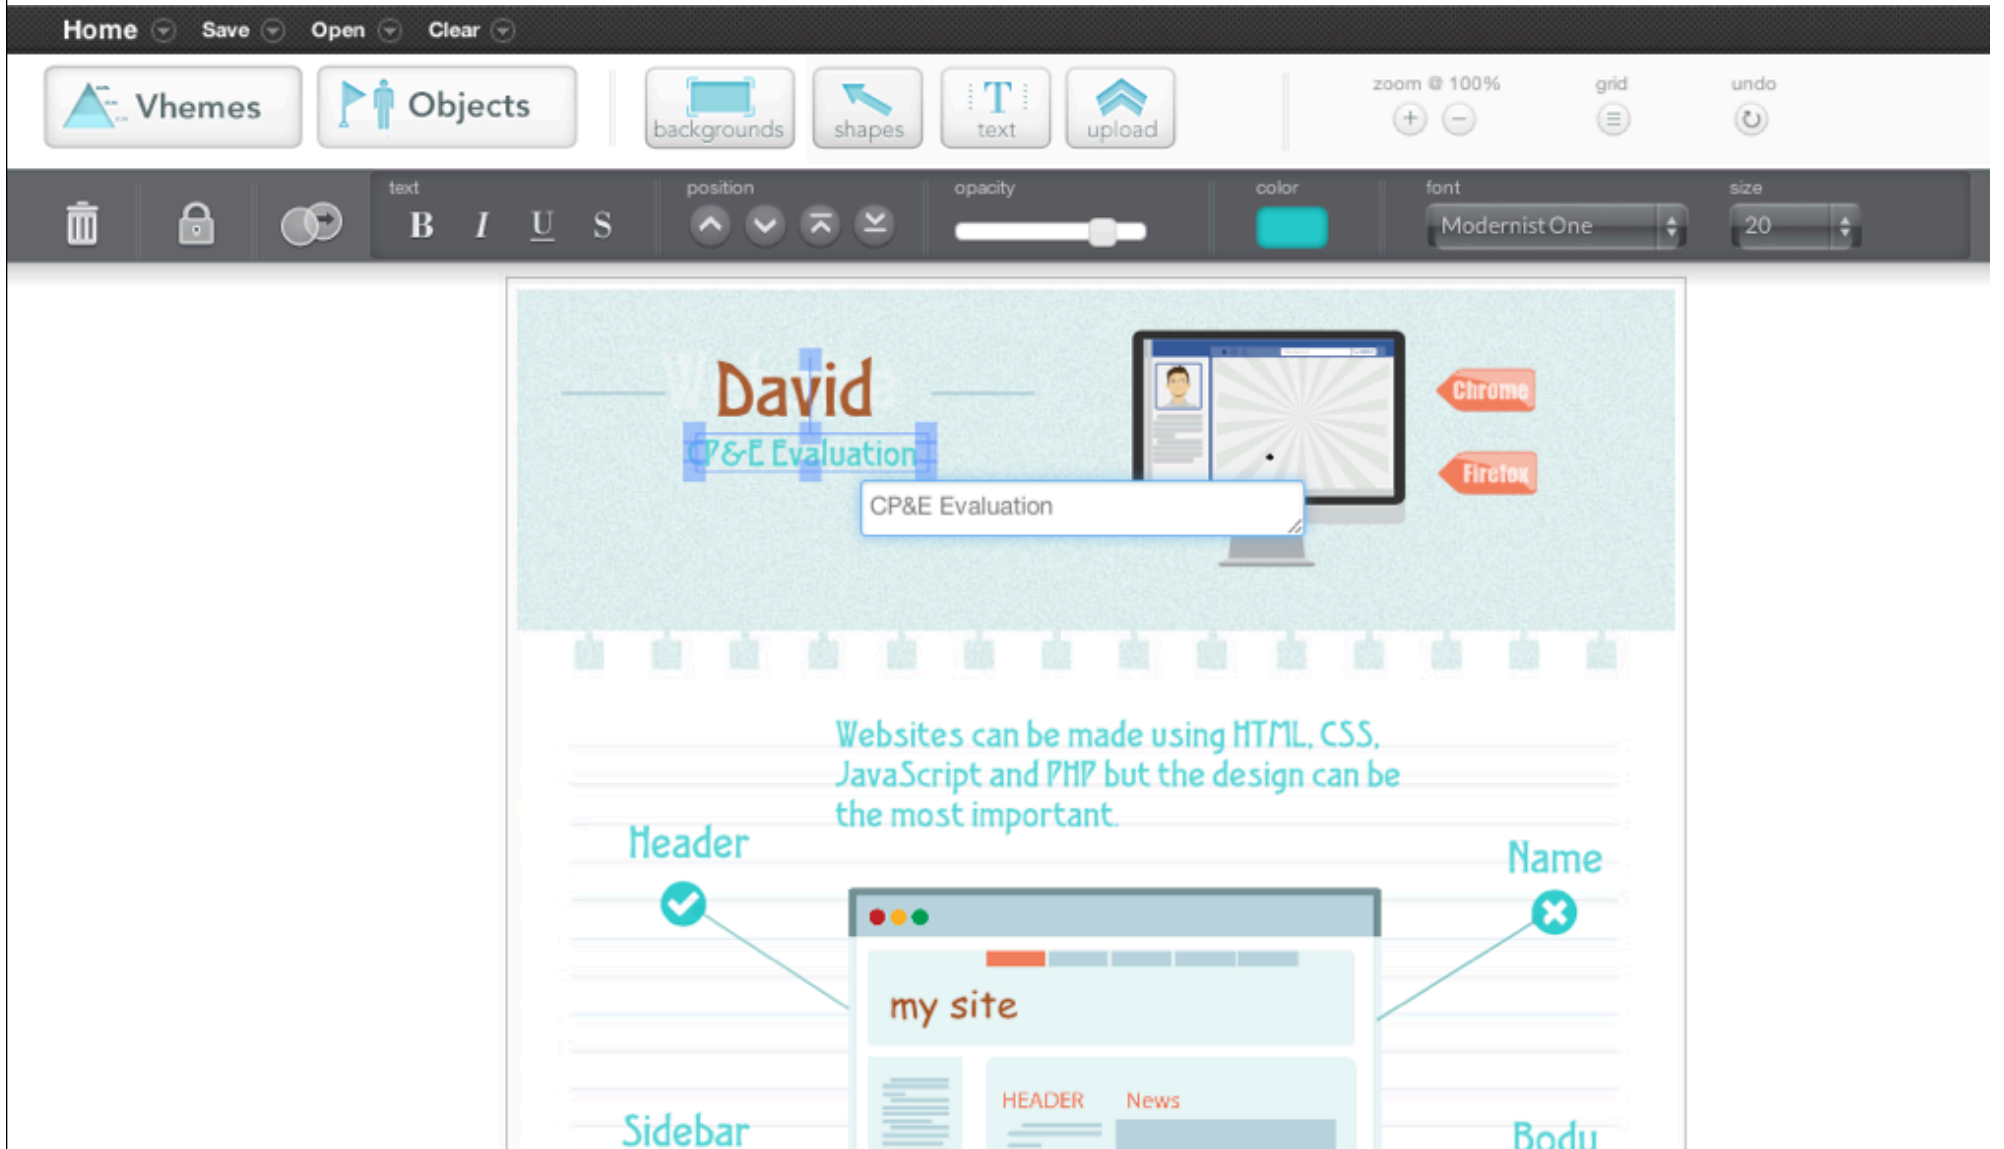 Home Save Open Clear
Vhemes Objects backgrounds shapes text upload zoom @ 100% grid undo
text position opacity color font size
B I U S Modernist One 20
David
CP&E Evaluation
CP&E Evaluation
Chrome
Firefox
Websites can be made using HTML, CSS,
JavaScript and PHP but the design can be
the most important.
Header
Name
my site
HEADER News
Sidebar
Body